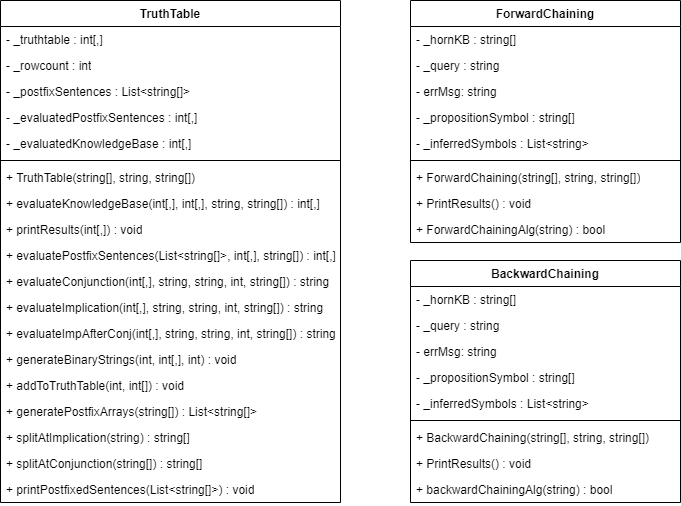 TruthTable
- _truthtable : int[,]
- _rowcount : int
- _postfixSentences : List<string[]>
- _evaluatedPostfixSentences : int[,]
- _evaluatedKnowledgeBase : int[,]
+ TruthTable(string[], string, string[])
+ evaluateKnowledgeBase(int[,], int[,], string, string[]) : int[,]
+ printResults(int[,]) : void
+ evaluatePostfixSentences(List<string[]>, int[,], string[]) : int[,]
+ evaluateConjunction(int[,], string, string, int, string[]) : string
+ evaluateImplication(int[,], string, string, int, string[]) : string
+ evaluateImpAfterConj(int[,], string, string, int, string[]) : string
+ generateBinaryStrings(int, int[,], int) : void
+ addToTruthTable(int, int[]) : void
+ generatePostfixArrays(string[]) : List<string[]>
+ splitAtImplication(string) : string[]
+ splitAtConjunction(string[]) : string[]
+ printPostfixedSentences(List<string[]>) : void
ForwardChaining
- _hornKB : string[]
- _query : string
- errMsg: string
- _propositionSymbol : string[]
- _inferredSymbols : List<string>
+ ForwardChaining(string[], string, string[])
+ PrintResults() : void
+ ForwardChainingAlg(string) : bool
BackwardChaining
- _hornKB : string[]
- _query : string
- errMsg: string
- _propositionSymbol : string[]
- _inferredSymbols : List<string>
+ BackwardChaining(string[], string, string[])
+ PrintResults() : void
+ backwardChainingAlg(string) : bool